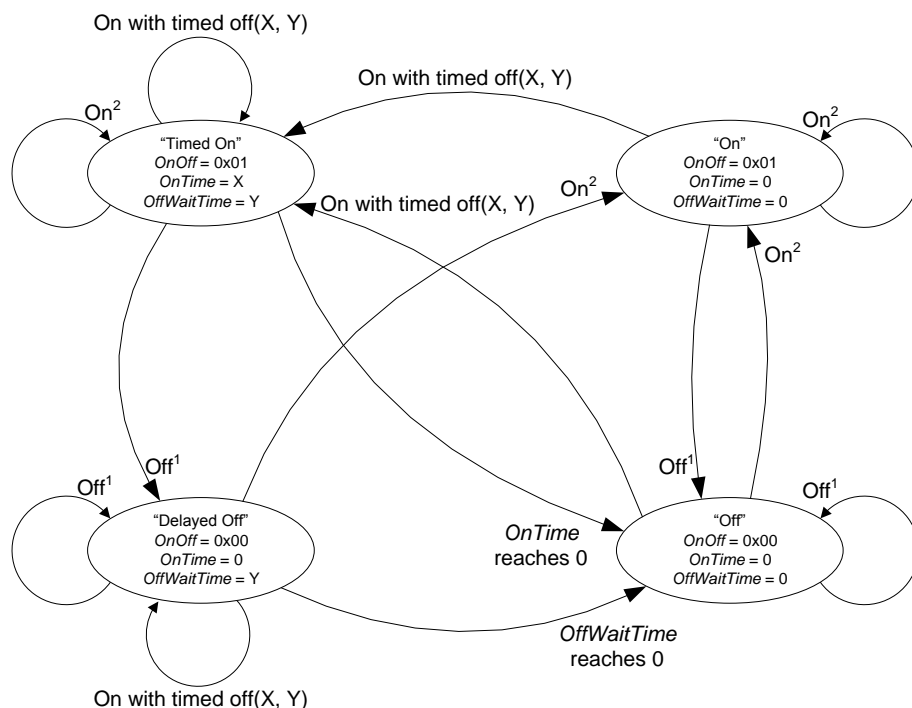 On with timed off(X, Y)
On with timed off(X, Y)
On²
“Timed On”
OnOff = 0x01
OnTime = X
OffWaitTime = Y
On²
“On”
OnOff = 0x01
OnTime = 0
OffWaitTime = 0
On with timed off(X, Y)
On²
On²
Off¹
Off¹
Off¹
“Delayed Off”
OnOff = 0x00
OnTime = 0
OffWaitTime = Y
OnTime
reaches 0
Off¹
“Off”
OnOff = 0x00
OnTime = 0
OffWaitTime = 0
OffWaitTime
reaches 0
On with timed off(X, Y)